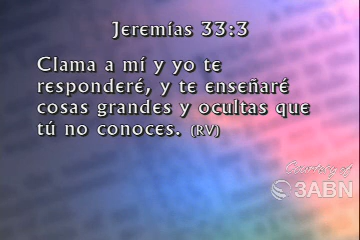 Jeremías 33:3
Clama a mí y yo te
responderé, y te enseñaré
cosas grandes y ocultas que
tú no conoces. (RV)
Courtesy of
3ABN